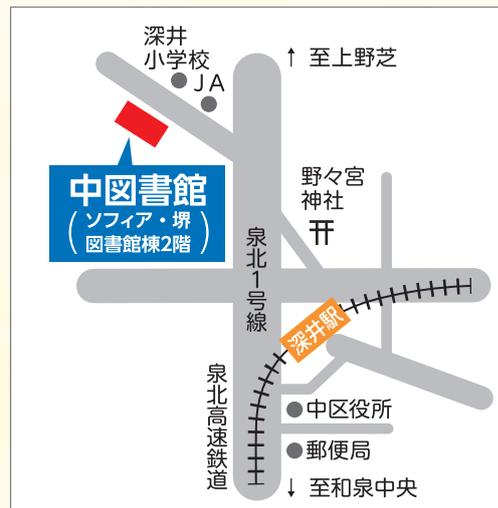 深井
小学校
JA
↑ 至上野芝
中図書館
(ソフィア・堺
図書館棟2階)
野々宮
神社
泉北1号線
深井駅
泉北高速鉄道
中区役所
郵便局
↓ 至和泉中央